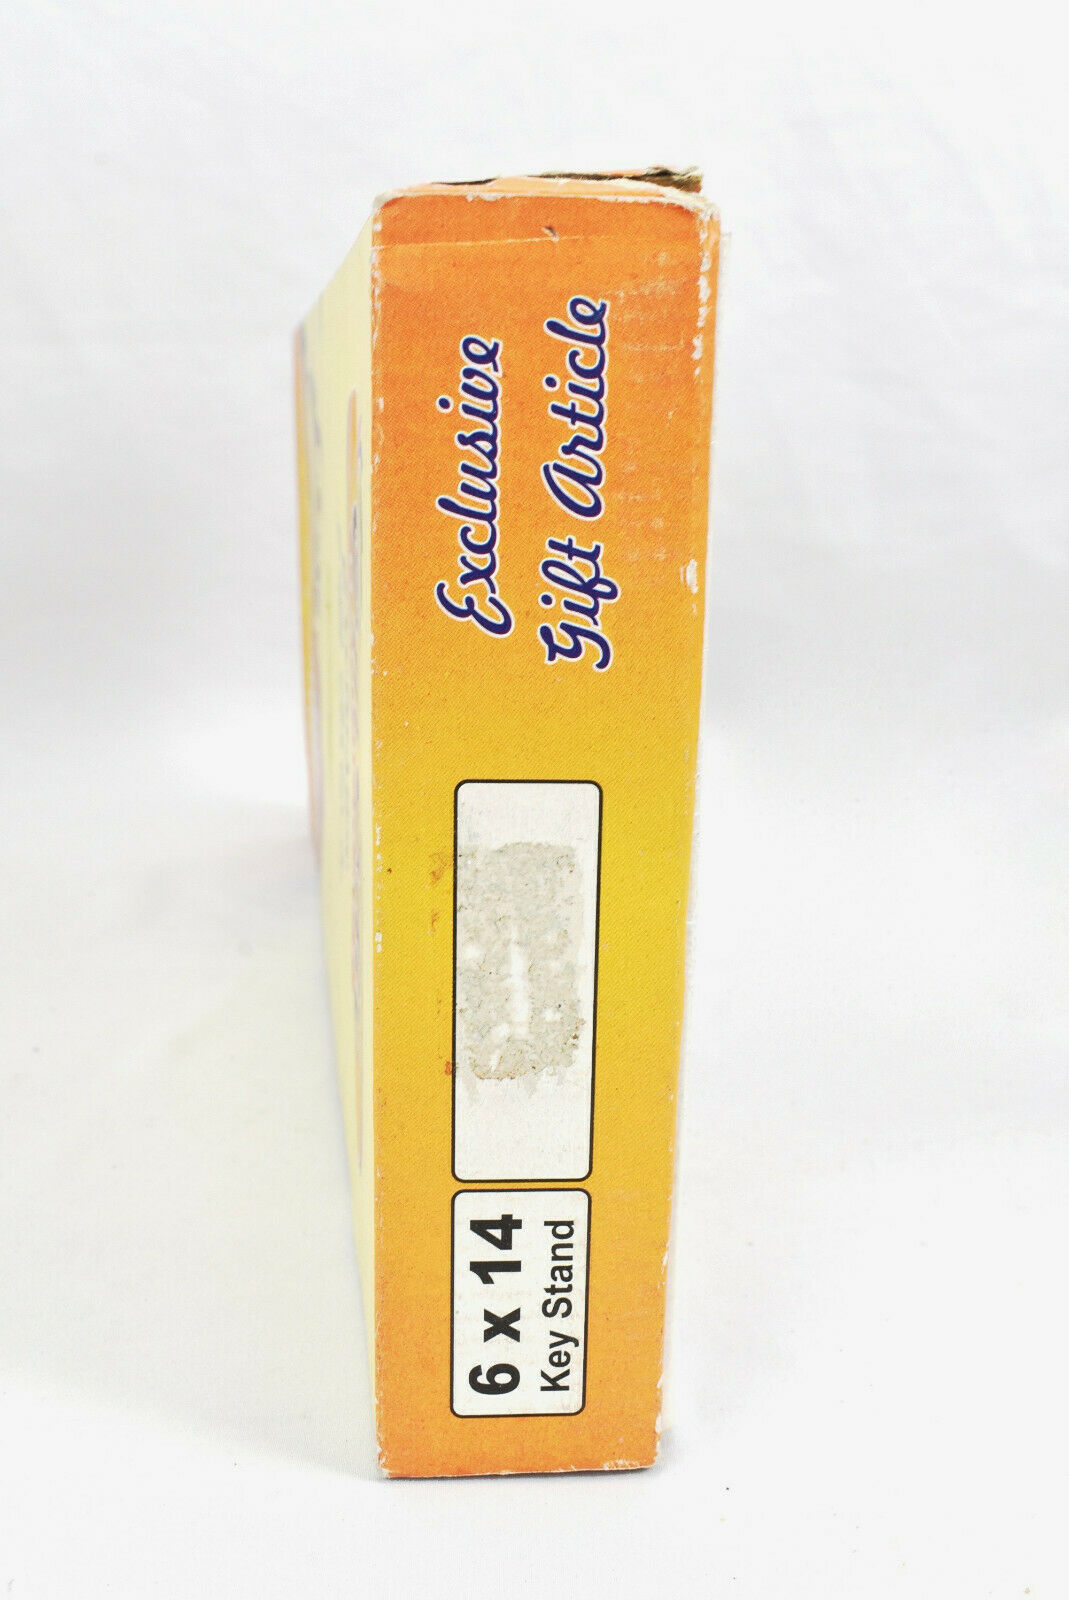 Exclusive
Gift Article
6 x 14
Key Stand